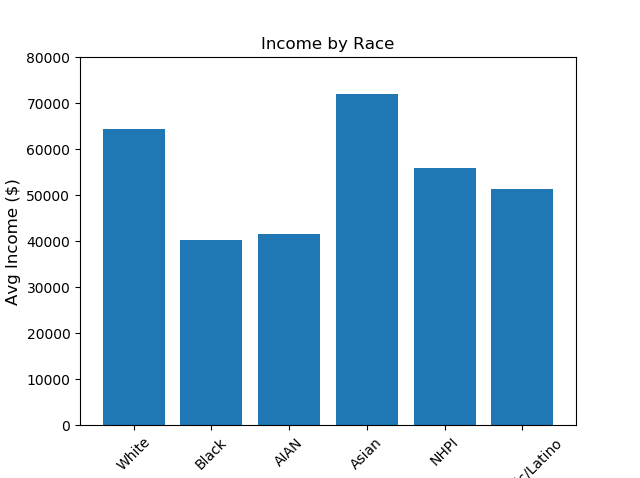 Income by Race
Avg Income ($)
80000
70000
60000
50000
40000
30000
20000
10000
0
White
Black
AIAN
Asian
NHPI
/Latino